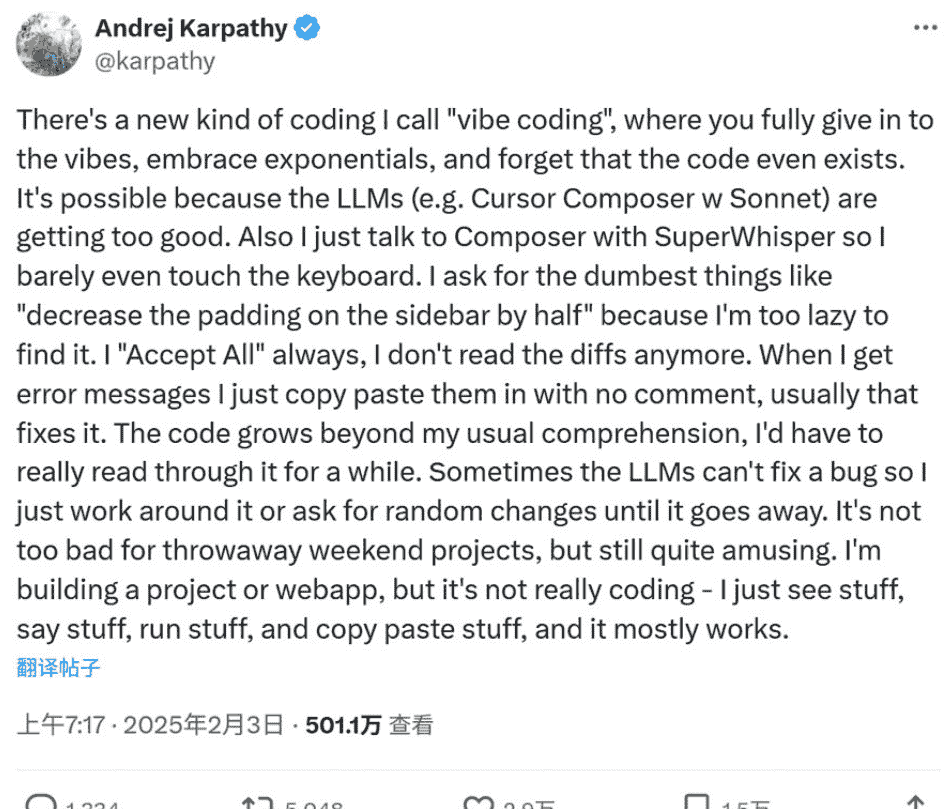 Andrej Karpathy
@karpathy
There's a new kind of coding I call "vibe coding", where you fully give in to
the vibes, embrace exponentials, and forget that the code even exists.
It's possible because the LLMs (e.g. Cursor Composer w Sonnet) are
getting too good. Also I just talk to Composer with SuperWhisper so I
barely even touch the keyboard. I ask for the dumbest things like
"decrease the padding on the sidebar by half" because I'm too lazy to
find it. I "Accept All" always, I don't read the diffs anymore. When I get
error messages I just copy paste them in with no comment, usually that
fixes it. The code grows beyond my usual comprehension, I'd have to
really read through it for a while. Sometimes the LLMs can't fix a bug so I
just work around it or ask for random changes until it goes away. It's not
too bad for throwaway weekend projects, but still quite amusing. I'm
building a project or webapp, but it's not really coding - I just see stuff,
say stuff, run stuff, and copy paste stuff, and it mostly works.
翻译帖子
上午7:17 · 2025年2月3日 · 501.1万 查看